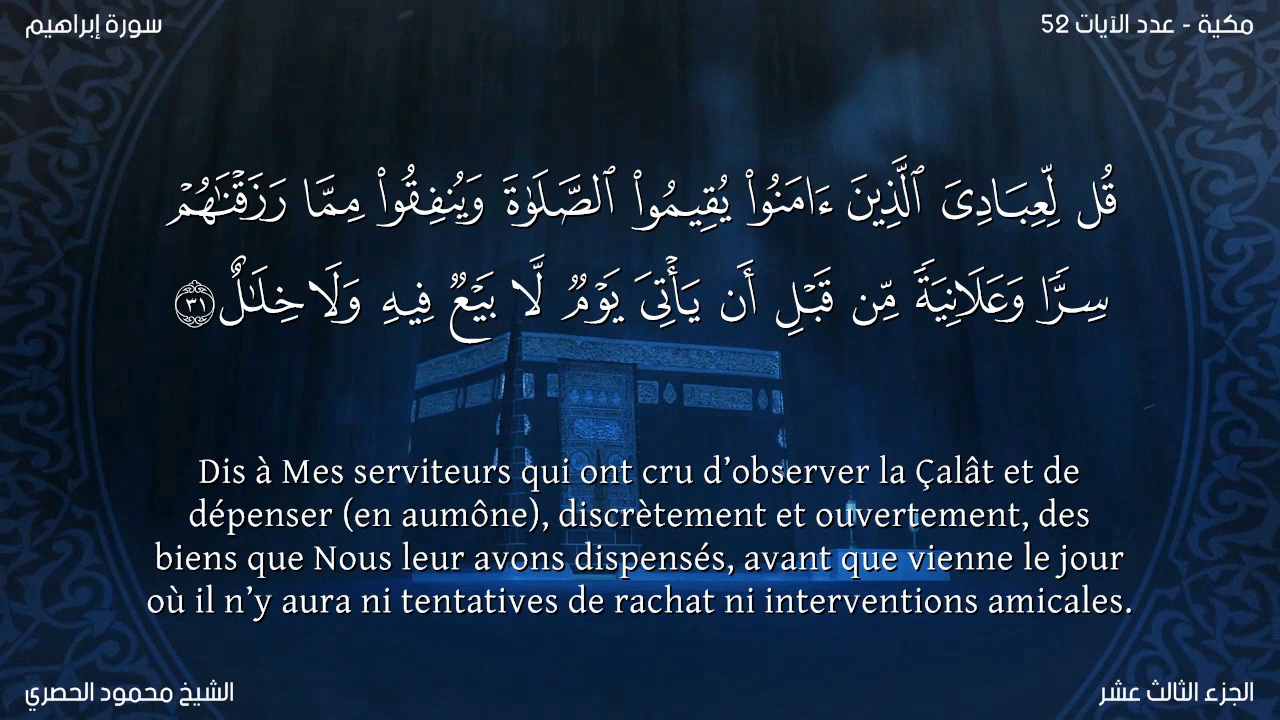 سورة إبراهيم
مكية - عدد الآيات 52
قُل لِّعِبَادِىَ ٱلَّذِينَ ءَامَنُوا۟ يُقِيمُوا۟ ٱلصَّلَوٰةَ وَيُنفِقُوا۟ مِمَّا رَزَقْنَـٰهُمْ
سِرًّا وَعَلَانِيَةً مِّن قَبْلِ أَن يَأْتِىَ يَوْمٌ لَّا بَيْعٌ فِيهِ وَلَا خِلَـٰلٌ ٣١
Dis à Mes serviteurs qui ont cru d’observer la Çalât et de
dépenser (en aumône), discrètement et ouvertement, des
biens que Nous leur avons dispensés, avant que vienne le jour
où il n’y aura ni tentatives de rachat ni interventions amicales.
الشيخ محمود الحصري
الجزء الثالث عشر